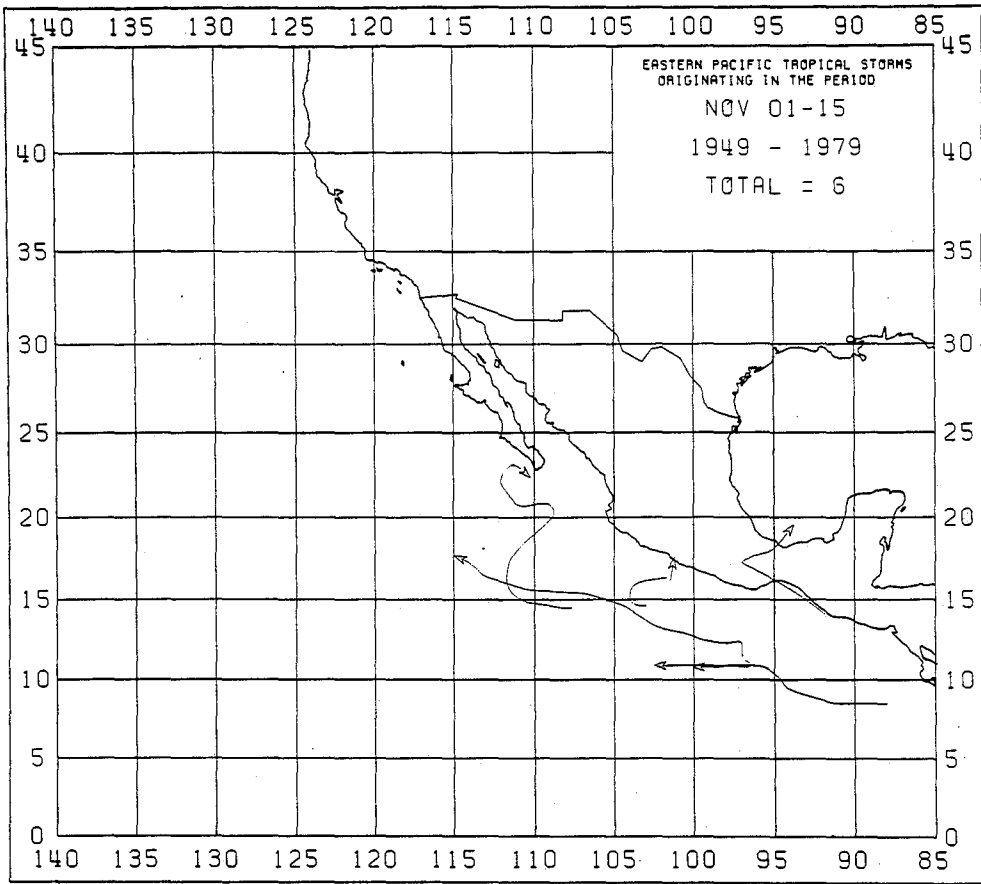 140 135 130 125 120 115 110 105 100 95 90 85
45 45
EASTERN PACIFIC TROPICAL STORMS
ORIGINATING IN THE PERIOD
NOV 01-15
1949 - 1979
TOTAL = 6
40 40
35 35
30 30
25 25
20 20
15 15
10 10
5 5
0 0
140 135 130 125 120 115 110 105 100 95 90 85